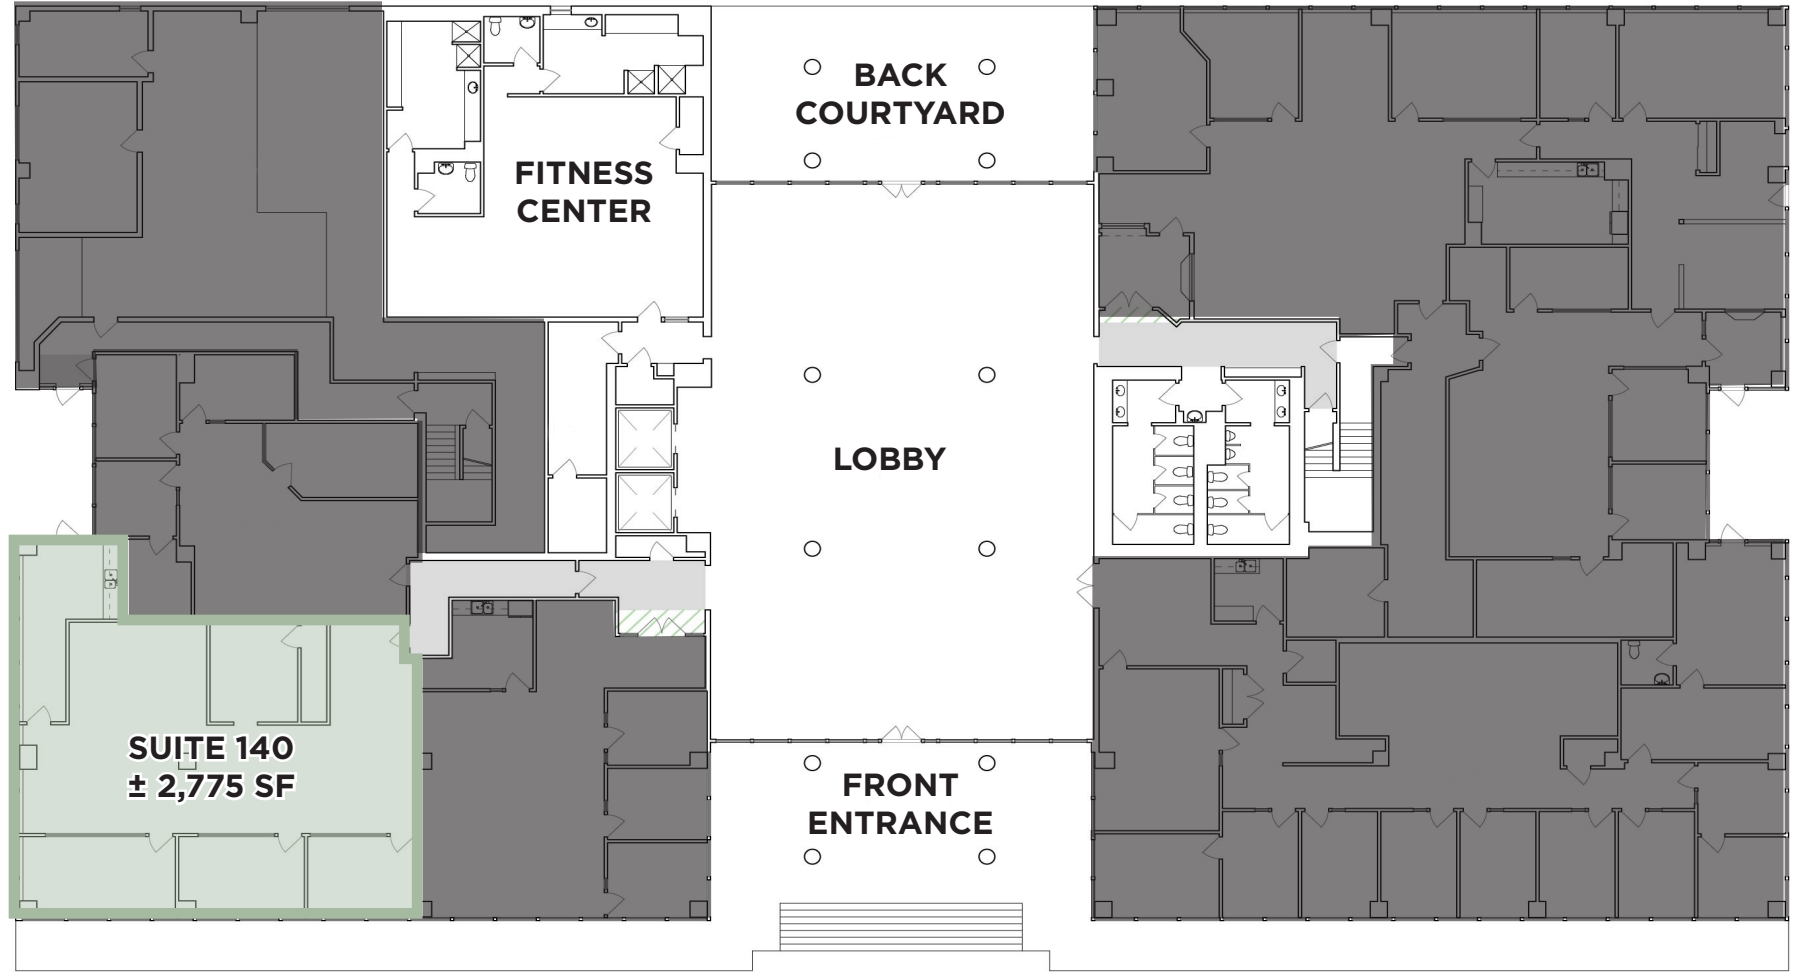 BACK
COURTYARD
FITNESS
CENTER
LOBBY
SUITE 140
± 2,775 SF
FRONT
ENTRANCE